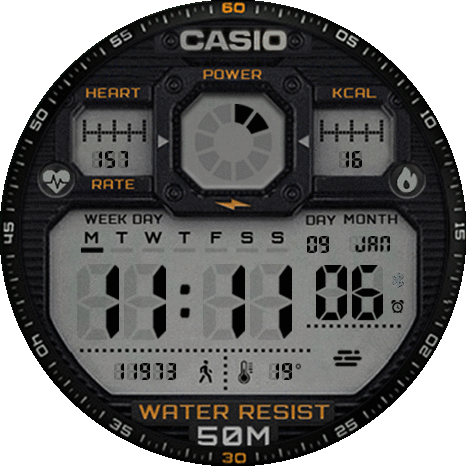 60
55 05
50 10
45 15
40 20
35 25
30
CASIO
POWER
HEART
KCAL
157
16
RATE
WEEK DAY
DAY MONTH
M T W T F S S
09 JAN
11:11 06
11973 19°
WATER RESIST
50M